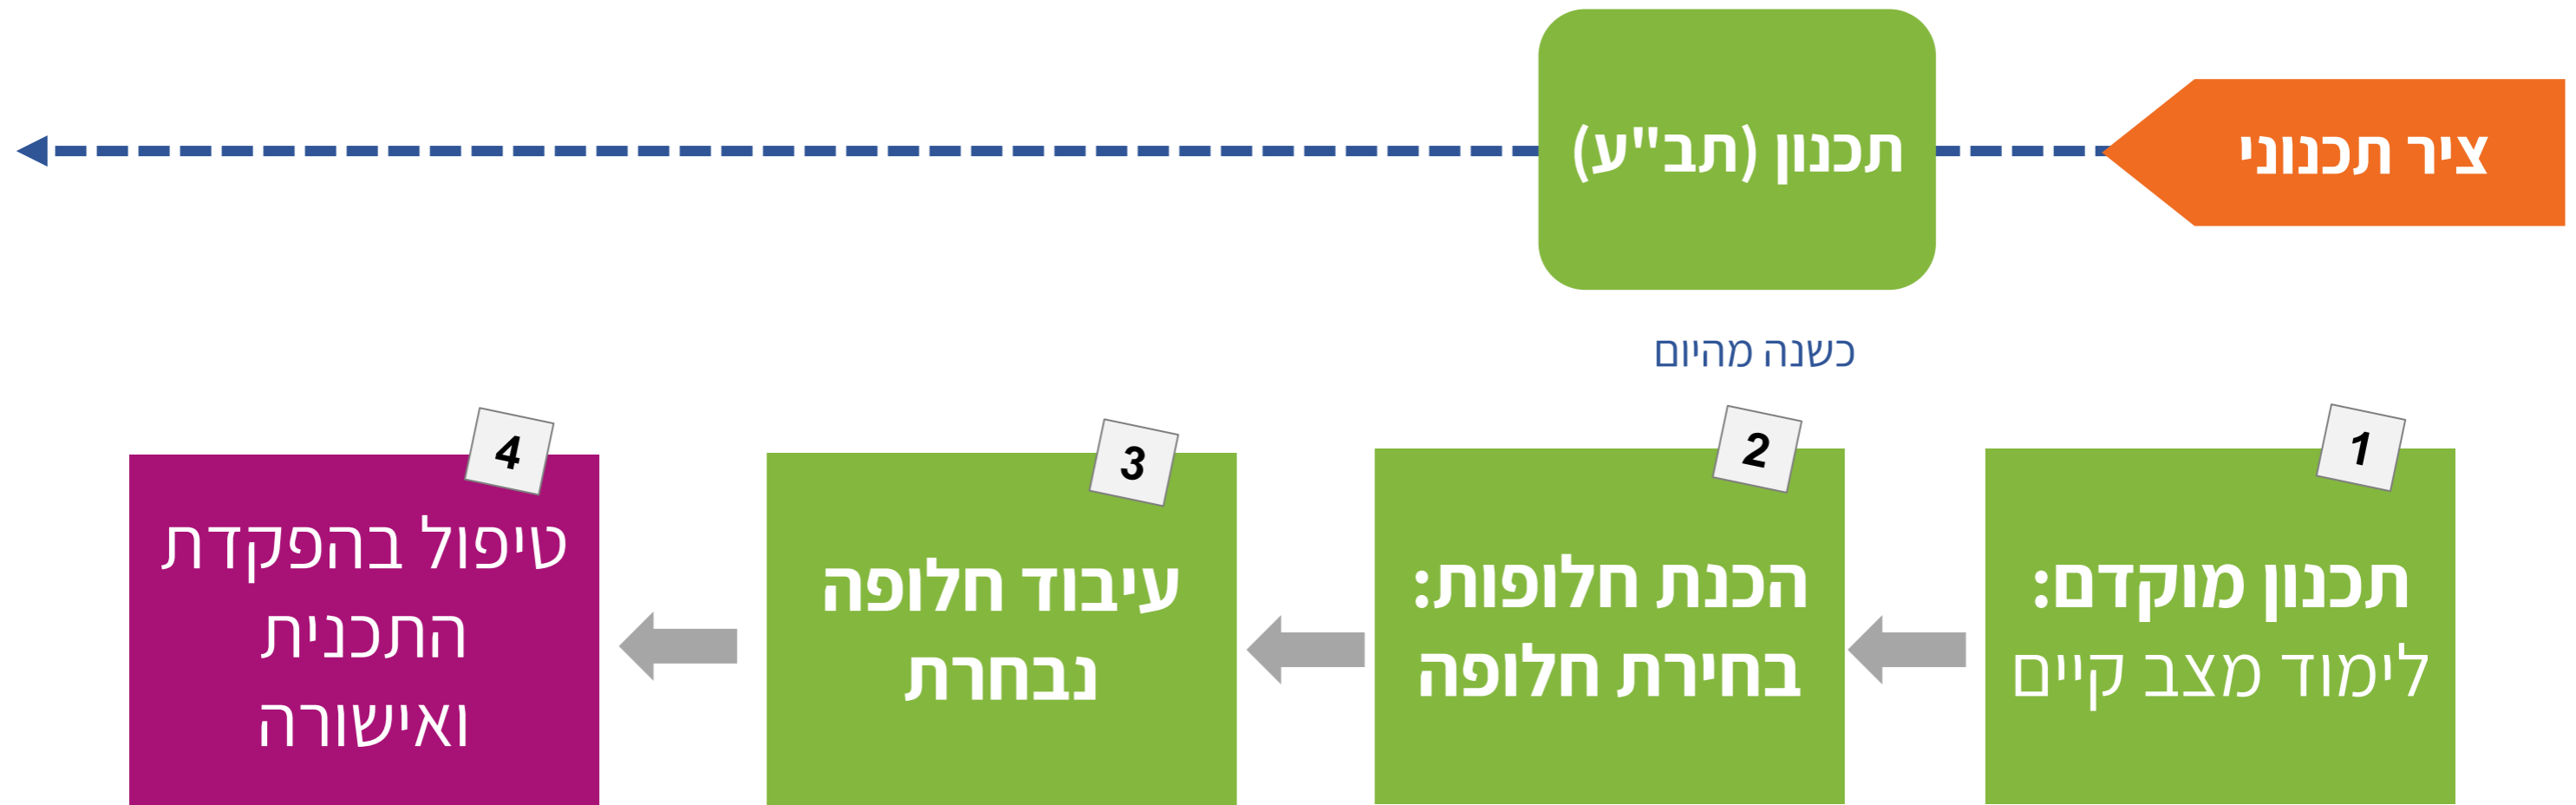 ציר תכנוני
תכנון (תב"ע)
כשנה מהיום
1
תכנון מוקדם:
לימוד מצב קיים
2
הכנת חלופות:
בחירת חלופה
3
עיבוד חלופה
נבחרת
4
טיפול בהפקדת
התכנית
ואישורה